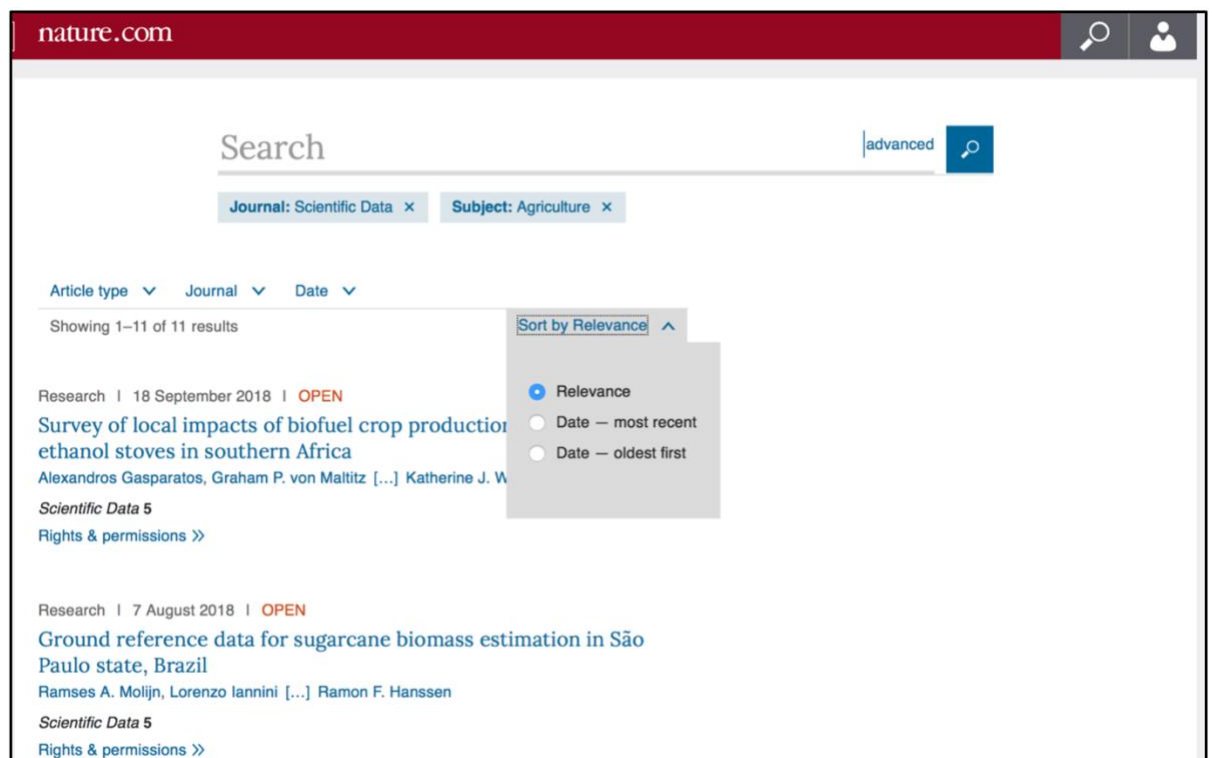 nature.com
Search
advanced
Journal: Scientific Data ×
Subject: Agriculture ×
Article type
Journal
Date
Showing 1–11 of 11 results
Sort by Relevance
Relevance
Date — most recent
Date — oldest first
Research | 18 September 2018 | OPEN
Survey of local impacts of biofuel crop production
ethanol stoves in southern Africa
Alexandros Gasparatos, Graham P. von Maltitz [...] Katherine J.
Scientific Data 5
Rights & permissions »
Research | 7 August 2018 | OPEN
Ground reference data for sugarcane biomass estimation in São
Paulo state, Brazil
Ramses A. Molijn, Lorenzo Iannini [...] Ramon F. Hanssen
Scientific Data 5
Rights & permissions »